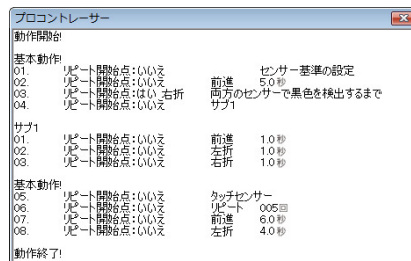 プロコントレーサー
動作開始!
基本動作!
01. リピート開始点:いいえ センサー基準の設定
02. リピート開始点:いいえ 前進 5.0秒
03. リピート開始点:はい 右折 両方のセンサーで黒色を検出するまで
04. リピート開始点:いいえ サブ1
サブ1
01. リピート開始点:いいえ 前進 1.0秒
02. リピート開始点:いいえ 左折 1.0秒
03. リピート開始点:いいえ 右折 1.0秒
基本動作!
05. リピート開始点:いいえ タッチセンサー
06. リピート開始点:いいえ リピート 005回
07. リピート開始点:いいえ 前進 6.0秒
08. リピート開始点:いいえ 左折 4.0秒
動作終了!